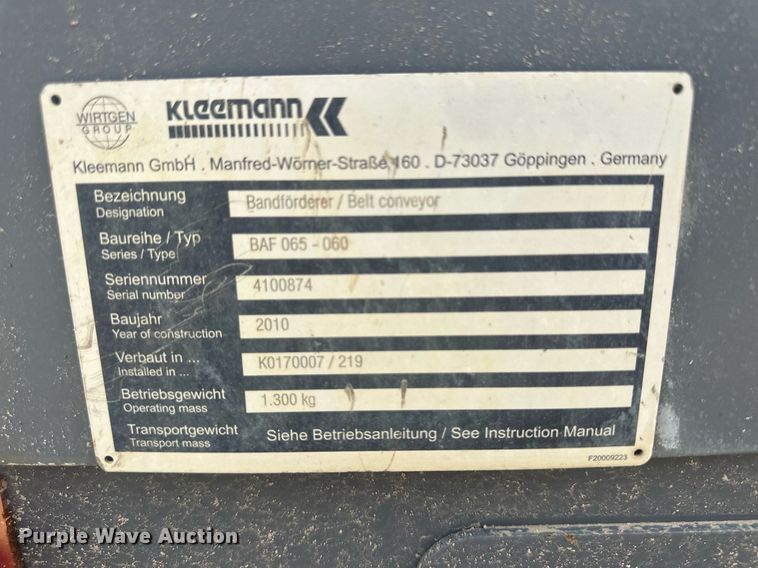 WIRTGEN
GROUP
KLEEMANN
Kleemann GmbH . Manfred-Wörner-Straße 160 . D-73037 Göppingen . Germany
Bezeichnung
Designation
Bandförderer / Belt conveyor
Baureihe / Typ
Series / Type
BAF 065 - 060
Seriennummer
Serial number
4100874
Baujahr
Year of construction
2010
Verbaut in ...
Installed in ...
K0170007 / 219
Betriebsgewicht
Operating mass
1.300 kg
Transportgewicht
Transport mass
Siehe Betriebsanleitung / See Instruction Manual
F20009223
Purple Wave Auction